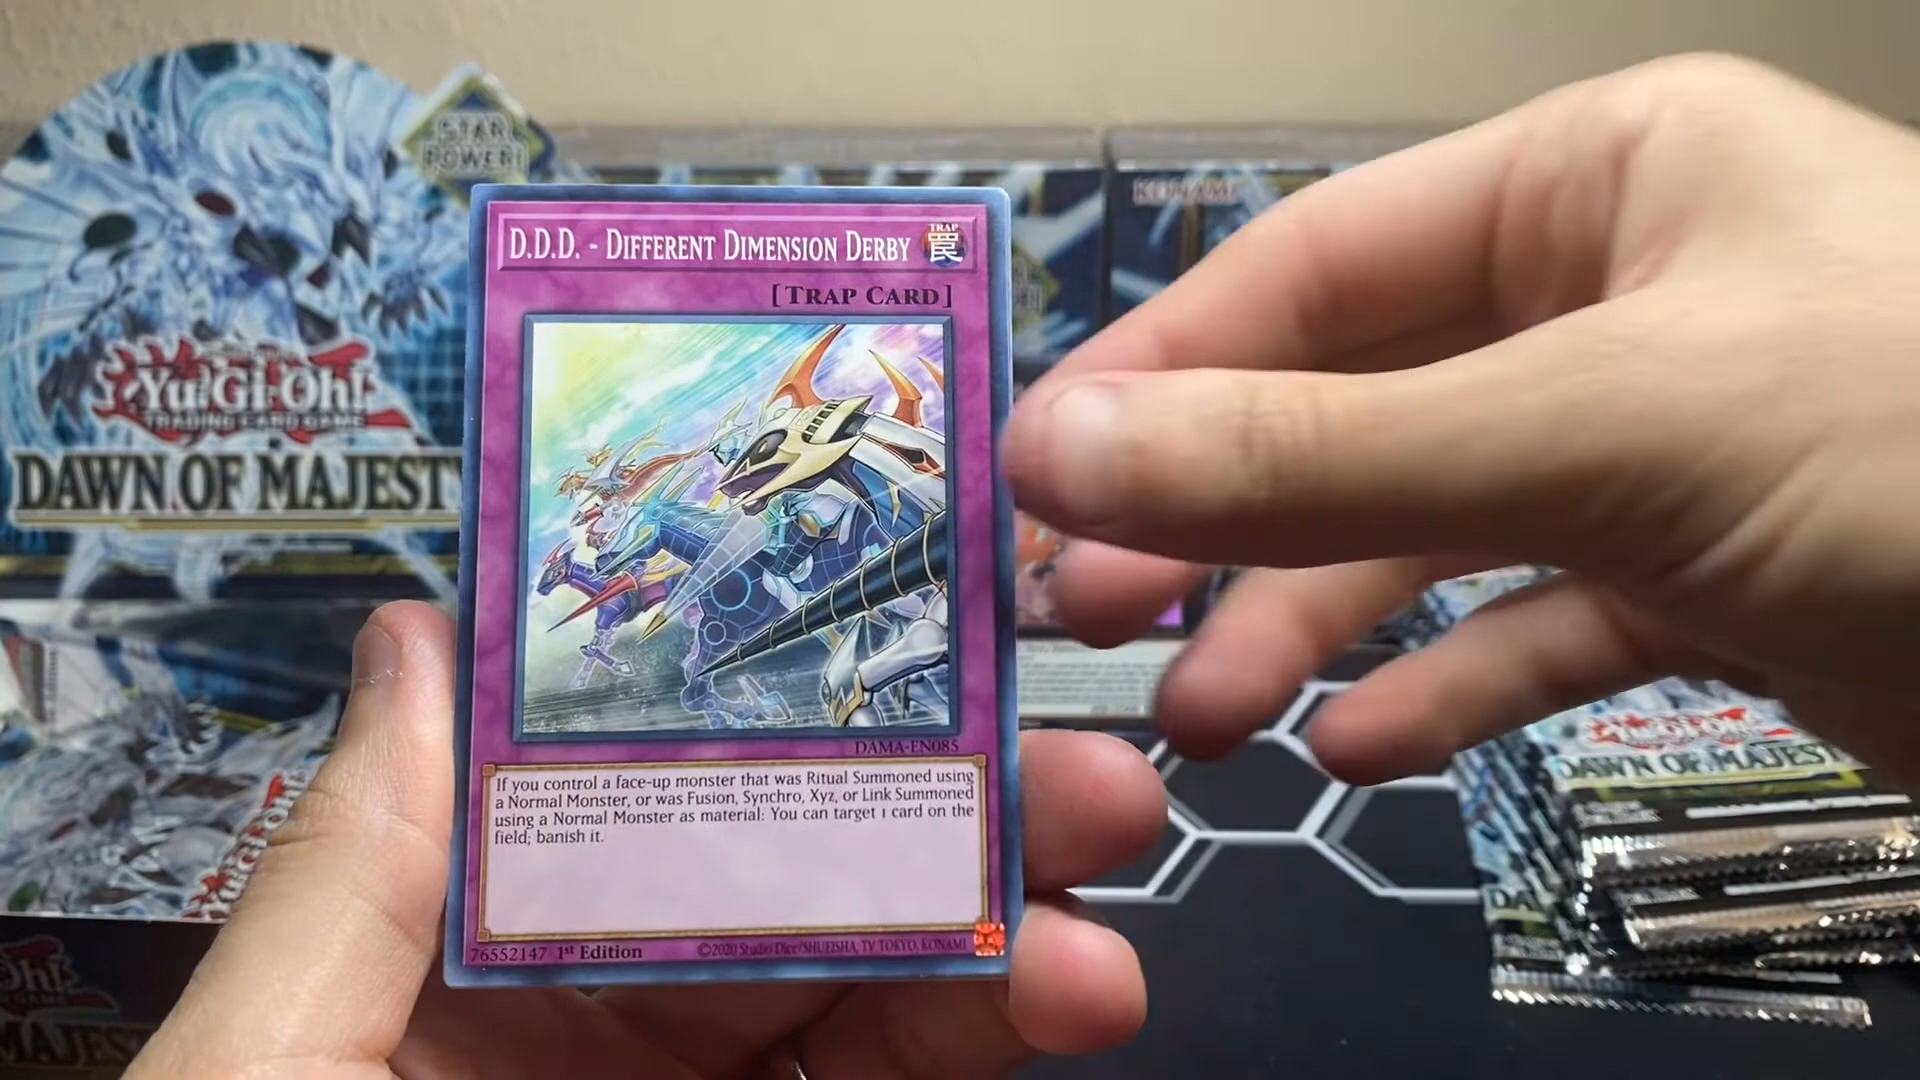 STAR
POWER!
KONAMI
Yu-Gi-Oh!
TRADING CARD GAME
DAWN OF MAJESTY
D.D.D. - DIFFERENT DIMENSION DERBY
TRAP
罠
[TRAP CARD]
DAMA-EN085
If you control a face-up monster that was Ritual Summoned using
a Normal Monster, or was Fusion, Synchro, Xyz, or Link Summoned
using a Normal Monster as material: You can target 1 card on the
field; banish it.
76552147 1st Edition
©2020 Studio Dice/SHUEISHA, TV TOKYO, KONAMI
DAWN OF MAJEST